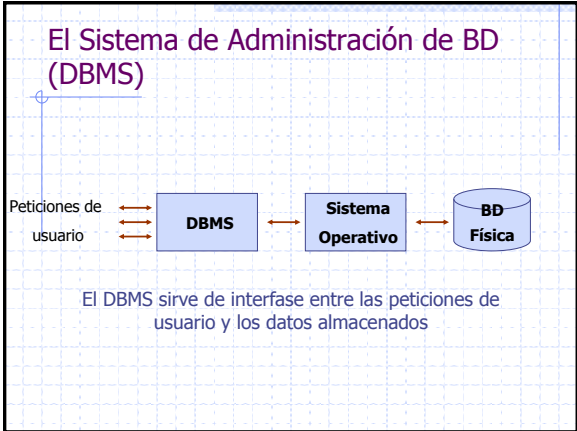 El Sistema de Administración de BD
(DBMS)
Peticiones de
usuario
DBMS
Sistema
Operativo
BD
Física
El DBMS sirve de interfase entre las peticiones de
usuario y los datos almacenados